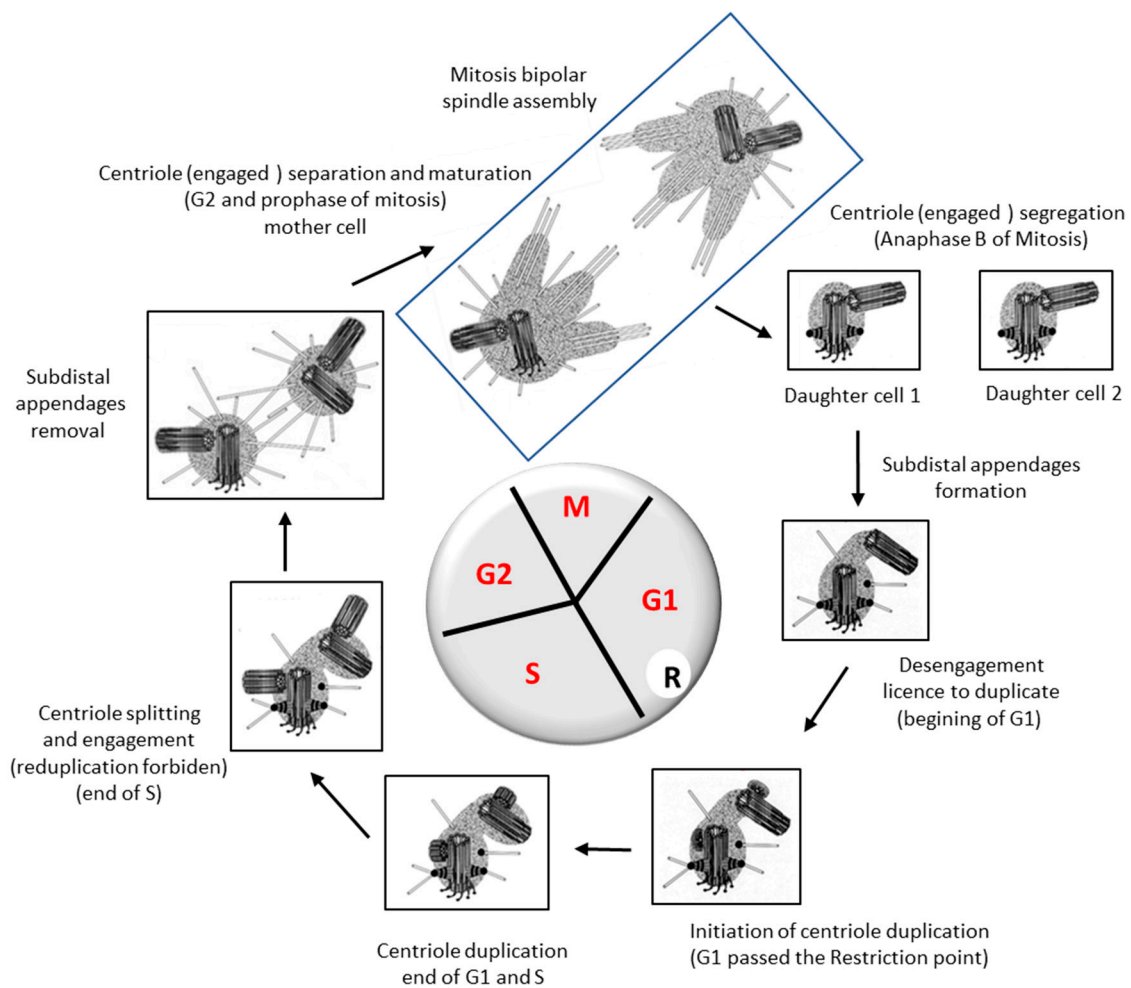 Mitosis bipolar
spindle assembly
Centriole (engaged ) separation and maturation
(G2 and prophase of mitosis)
mother cell
Centriole (engaged ) segregation
(Anaphase B of Mitosis)
Daughter cell 1
Daughter cell 2
Subdistal
appendages
removal
Subdistal appendages
formation
M
G2
G1
S
R
Desengagement
licence to duplicate
(begining of G1)
Centriole splitting
and engagement
(reduplication forbiden)
(end of S)
Initiation of centriole duplication
(G1 passed the Restriction point)
Centriole duplication
end of G1 and S